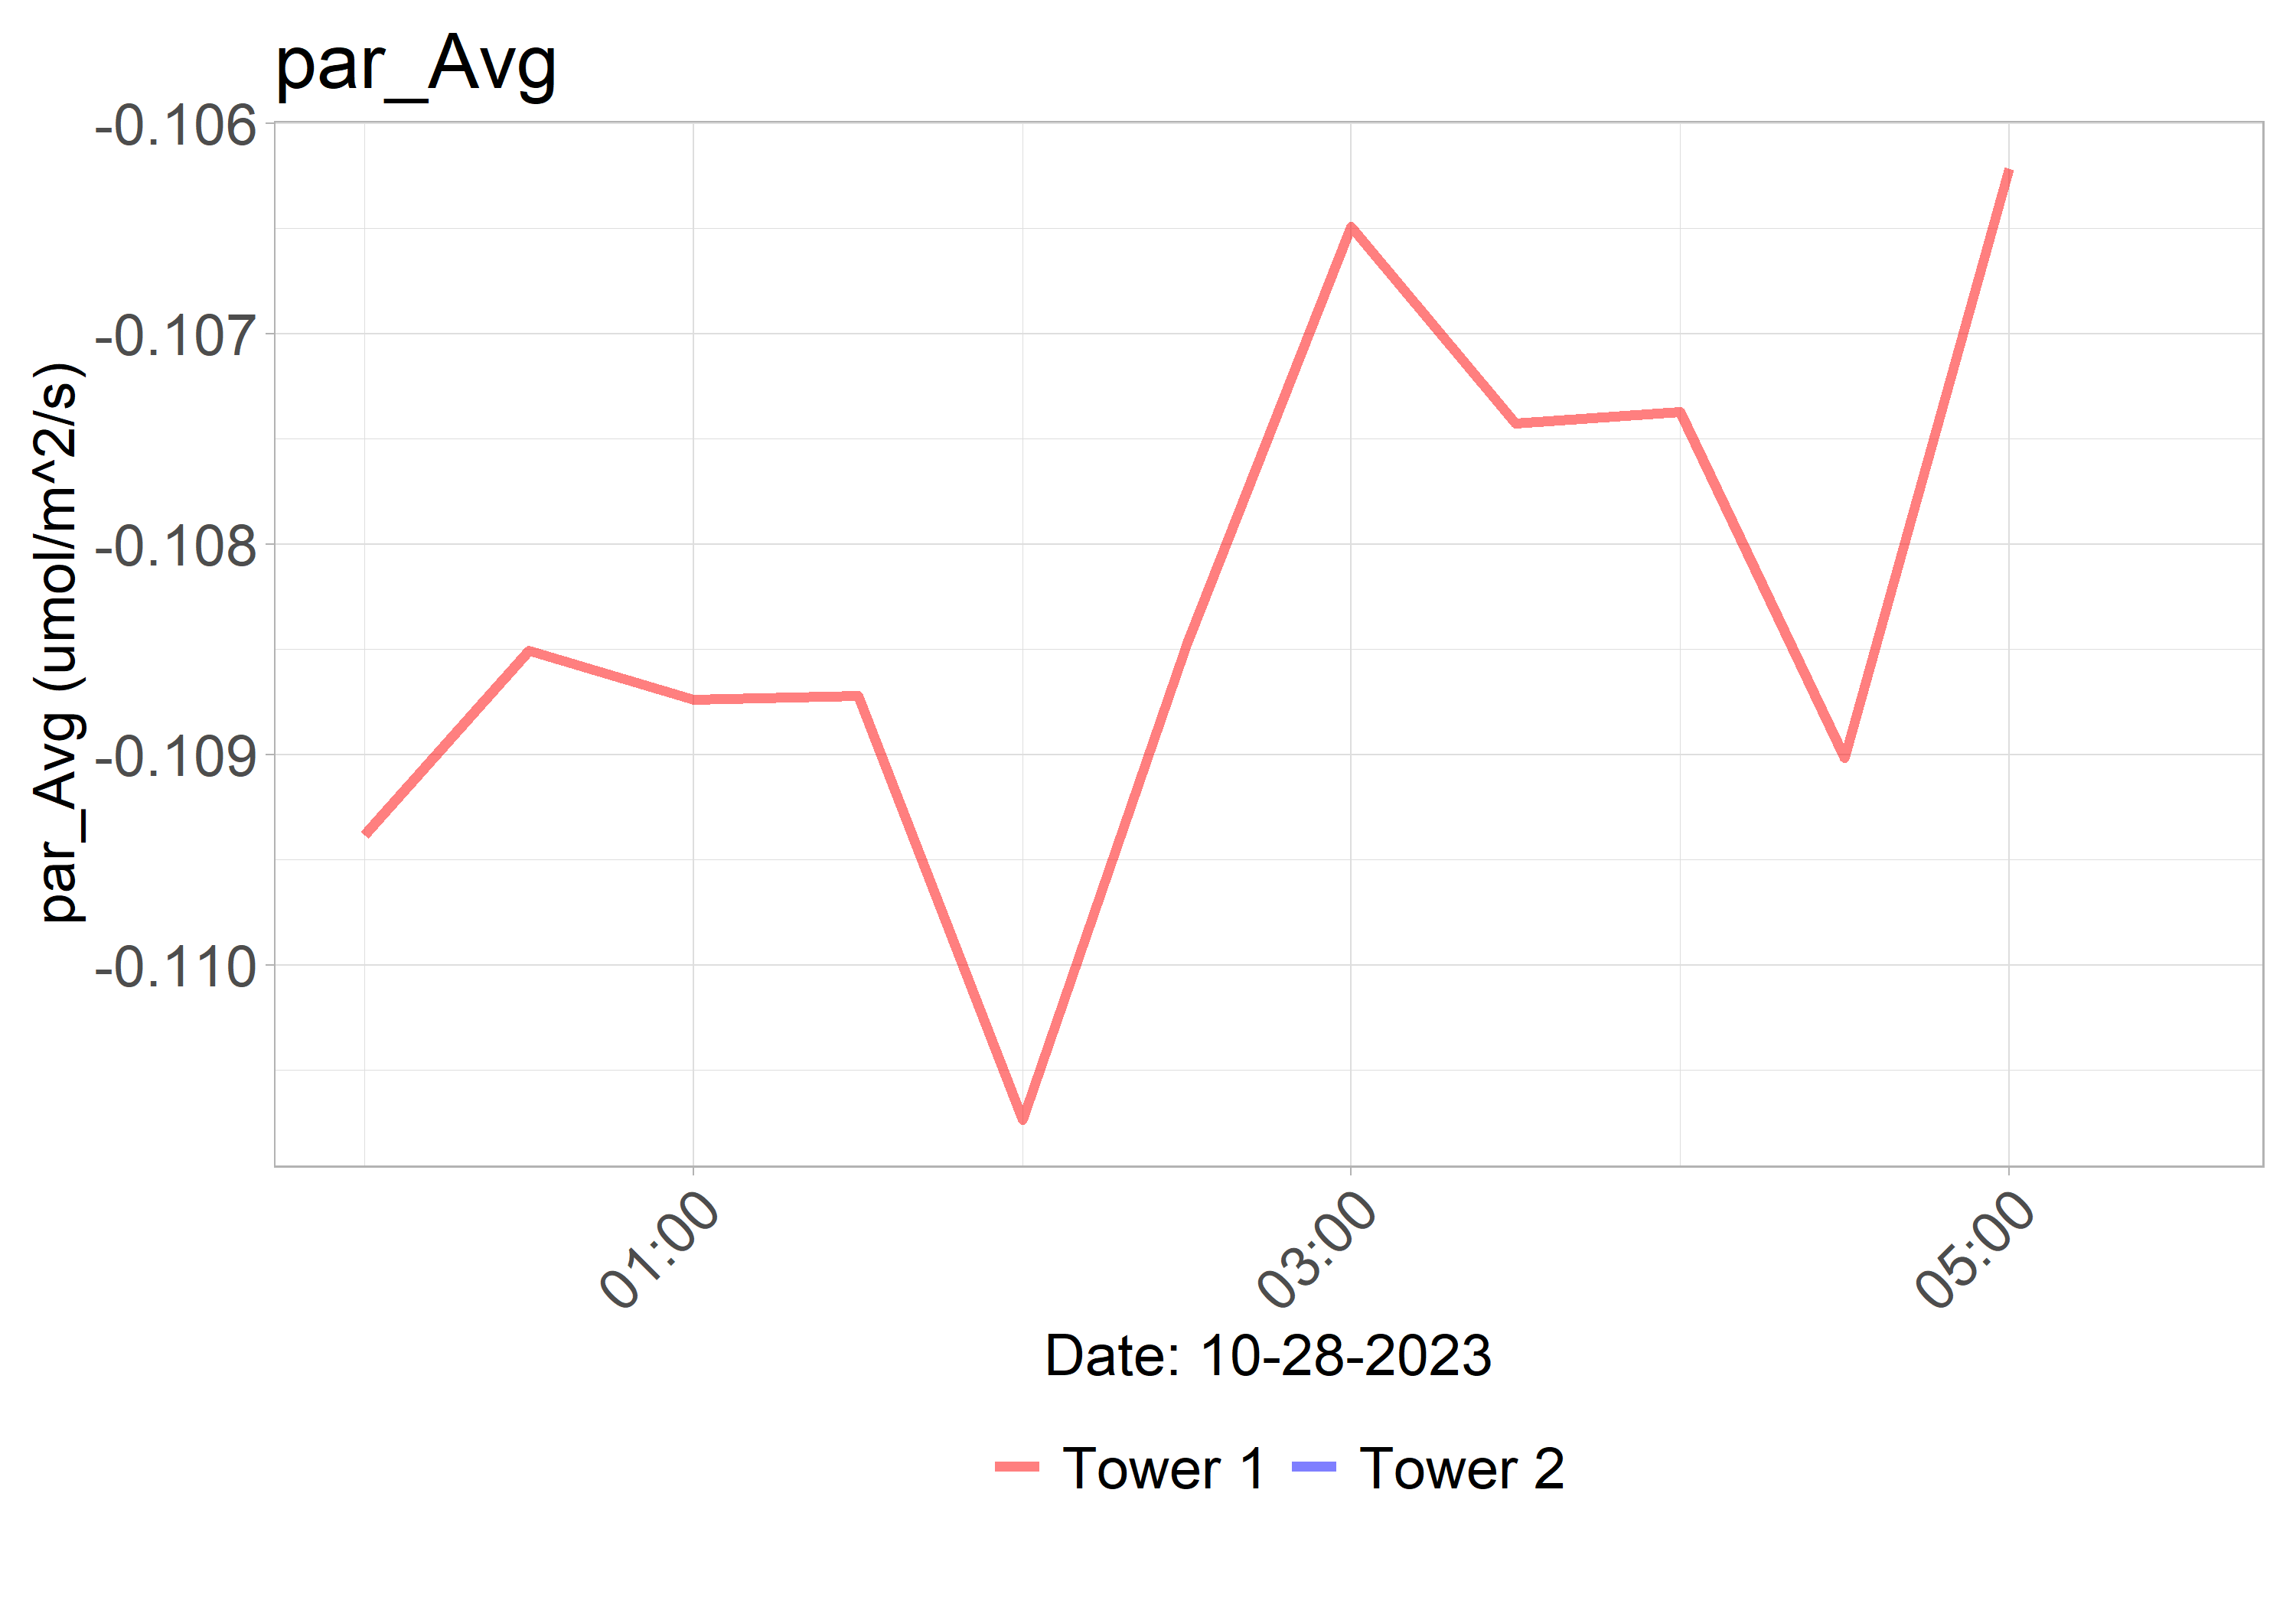 par_Avg
-0.106
-0.107
-0.108
-0.109
-0.110
par_Avg (umol/m^2/s)
01:00
03:00
05:00
Date: 10-28-2023
Tower 1 Tower 2